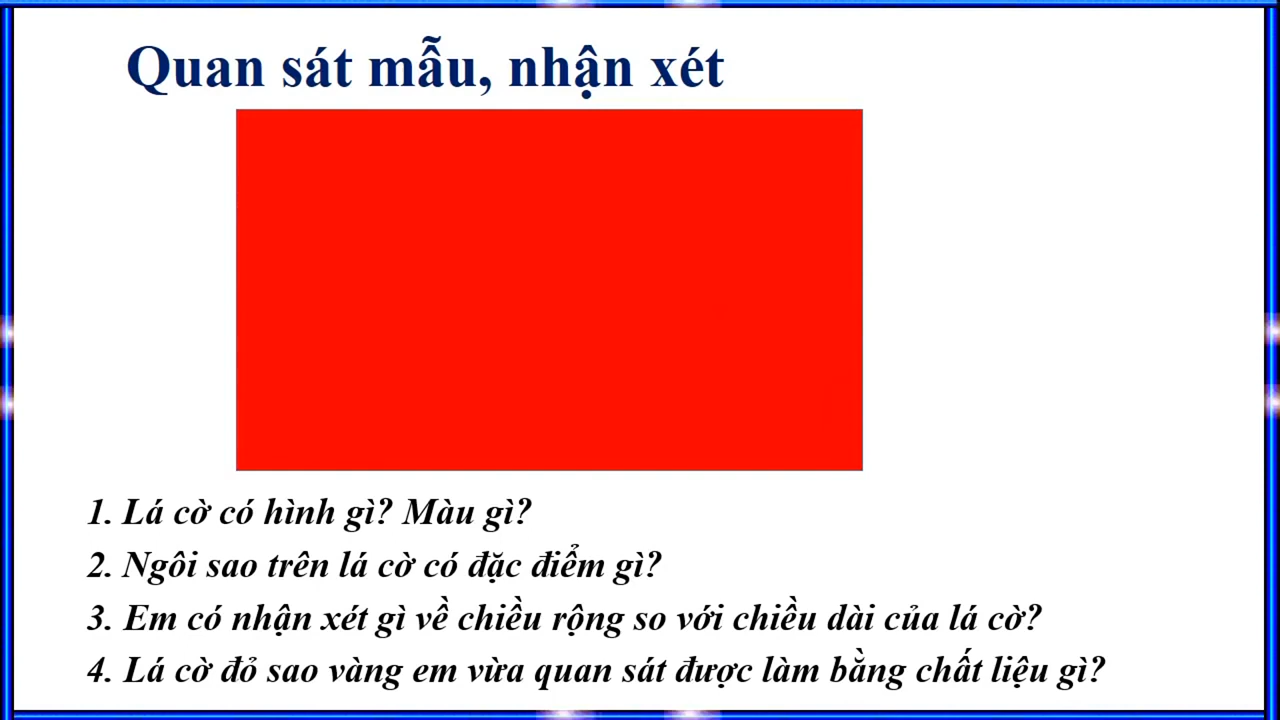 Quan sát mẫu, nhận xét
1. Lá cờ có hình gì? Màu gì?
2. Ngôi sao trên lá cờ có đặc điểm gì?
3. Em có nhận xét gì về chiều rộng so với chiều dài của lá cờ?
4. Lá cờ đỏ sao vàng em vừa quan sát được làm bằng chất liệu gì?